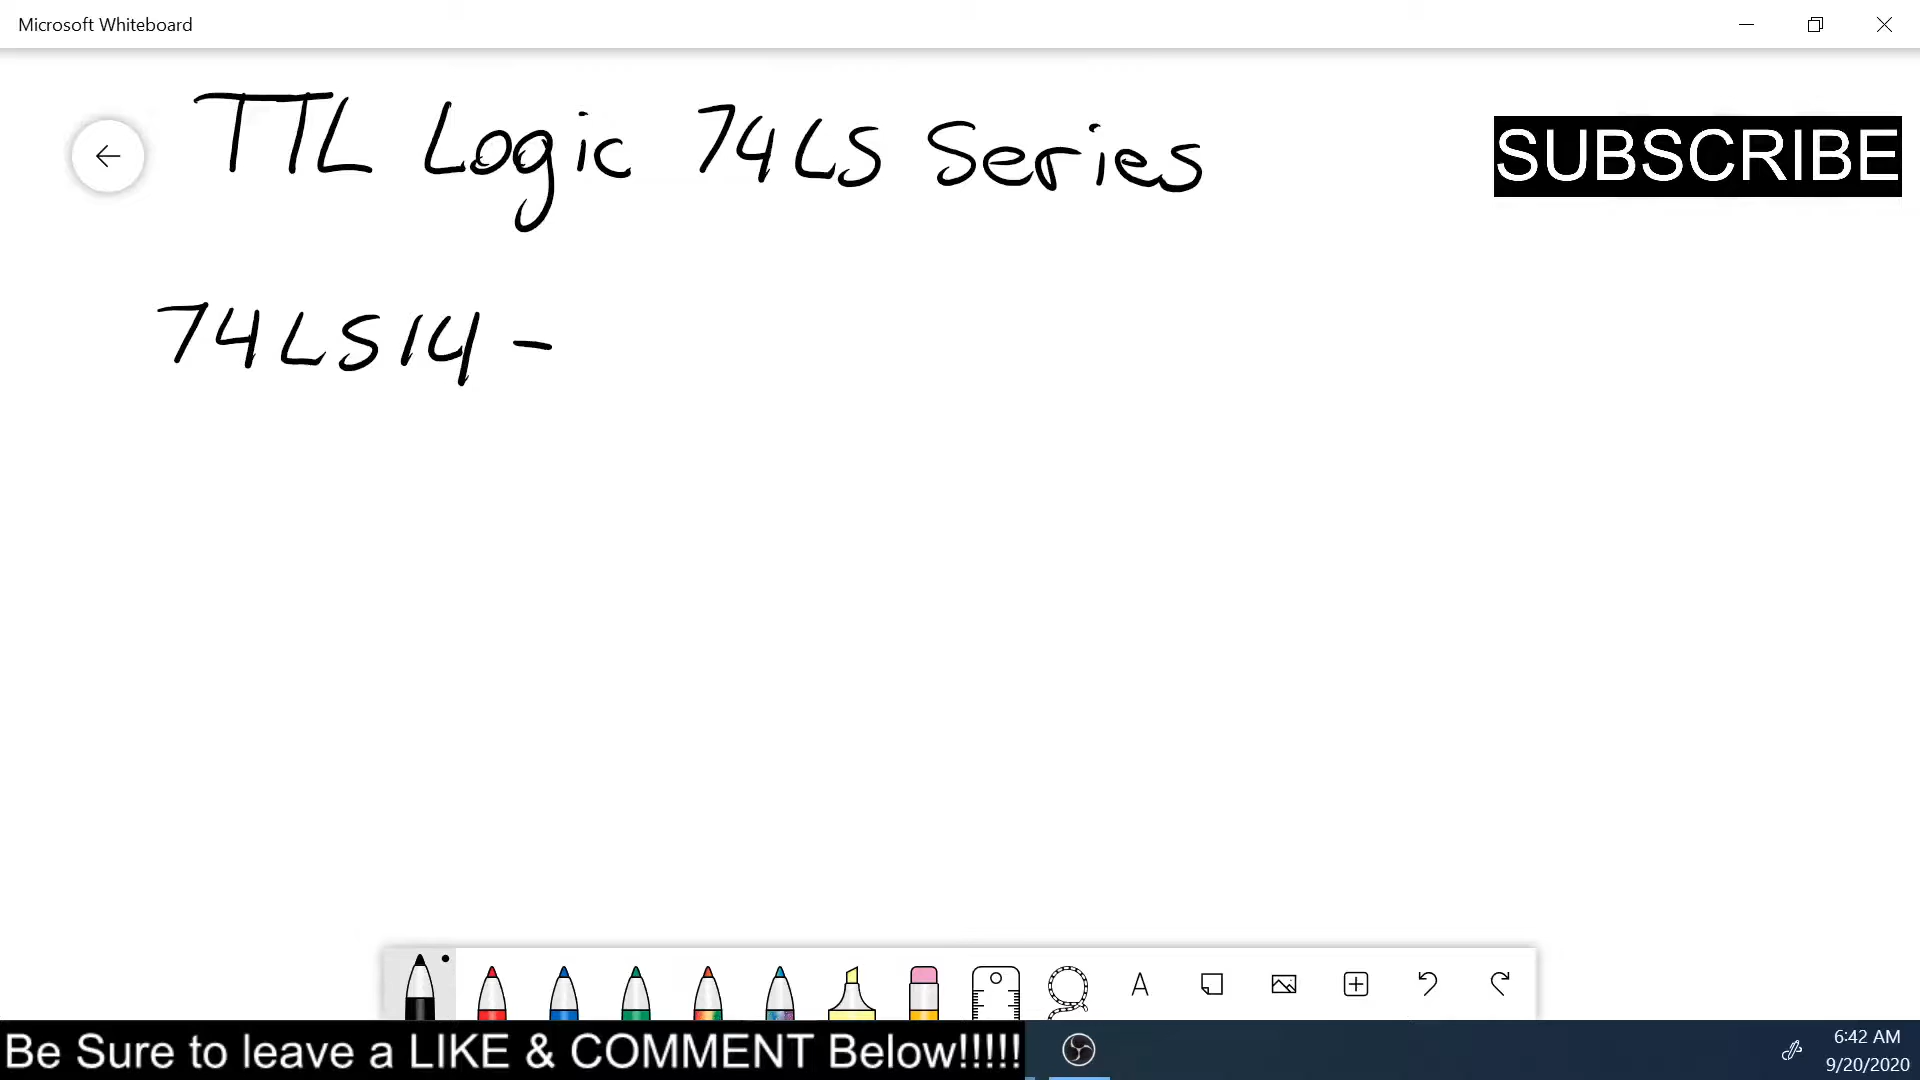 Microsoft Whiteboard
TTL Logic 74LS Series
SUBSCRIBE
74LS14 -
A
Be Sure to leave a LIKE & COMMENT Below!!!!!
6:42 AM
9/20/2020